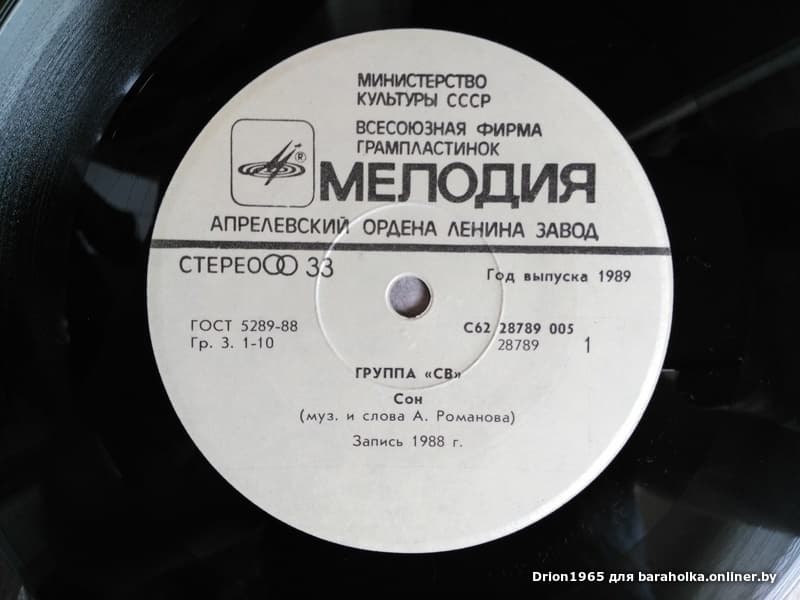 МИНИСТЕРСТВО
КУЛЬТУРЫ СССР
ВСЕСОЮЗНАЯ ФИРМА
ГРАМПЛАСТИНОК
®
МЕЛОДИЯ
АПРЕЛЕВСКИЙ ОРДЕНА ЛЕНИНА ЗАВОД
СТЕРЕО 33
Год выпуска 1989
ГОСТ 5289-88
Гр. 3. 1-10
С62 28789 005
28789 1
ГРУППА «СВ»
Сон
(муз. и слова А. Романова)
Запись 1988 г.
Drion1965 для baraholka.onliner.by